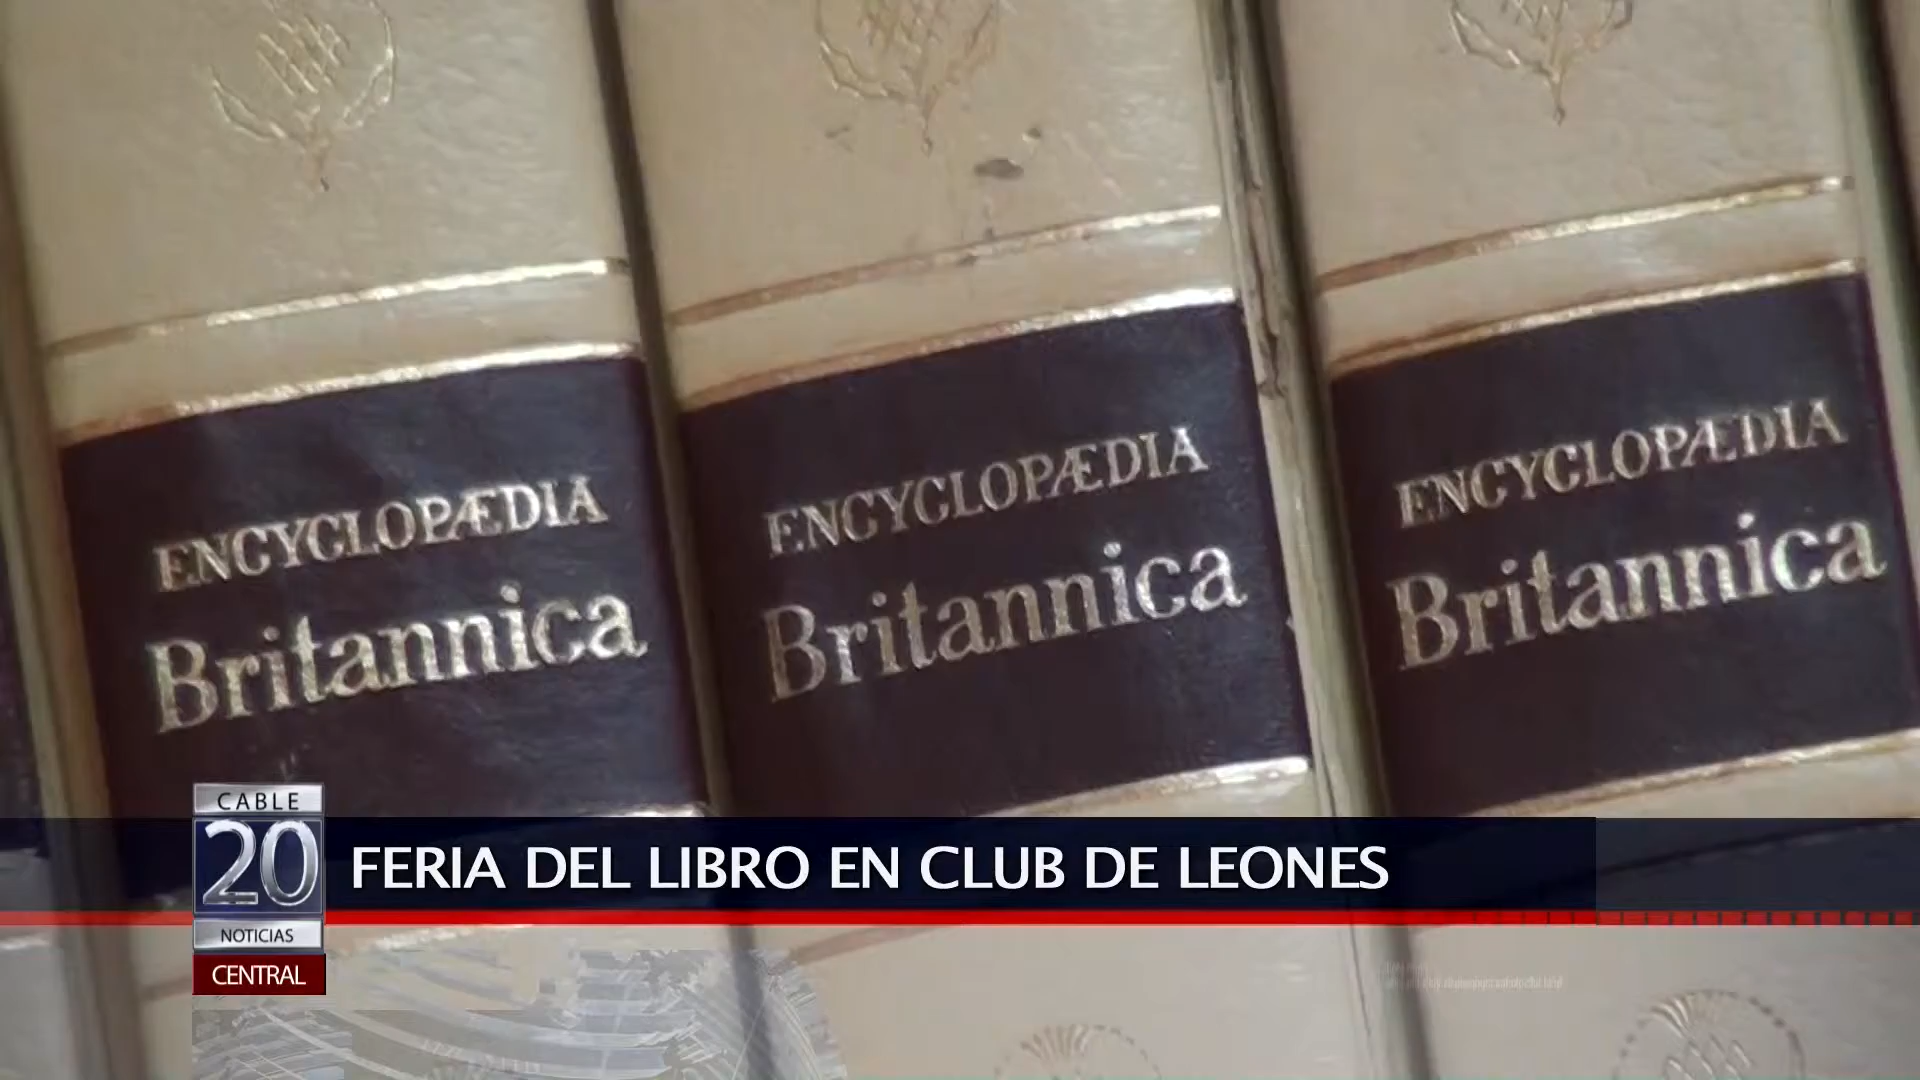 ENCYCLOPÆDIA
Britannica
ENCYCLOPÆDIA
Britannica
ENCYCLOPÆDIA
Britannica
CABLE
20
NOTICIAS
CENTRAL
FERIA DEL LIBRO EN CLUB DE LEONES